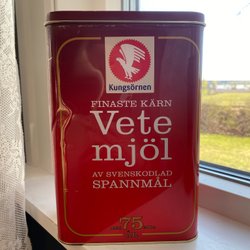 Kungsörnen
FINASTE KÄRN
Vete
mjöl
AV SVENSKODLAD
SPANNMÅL
75